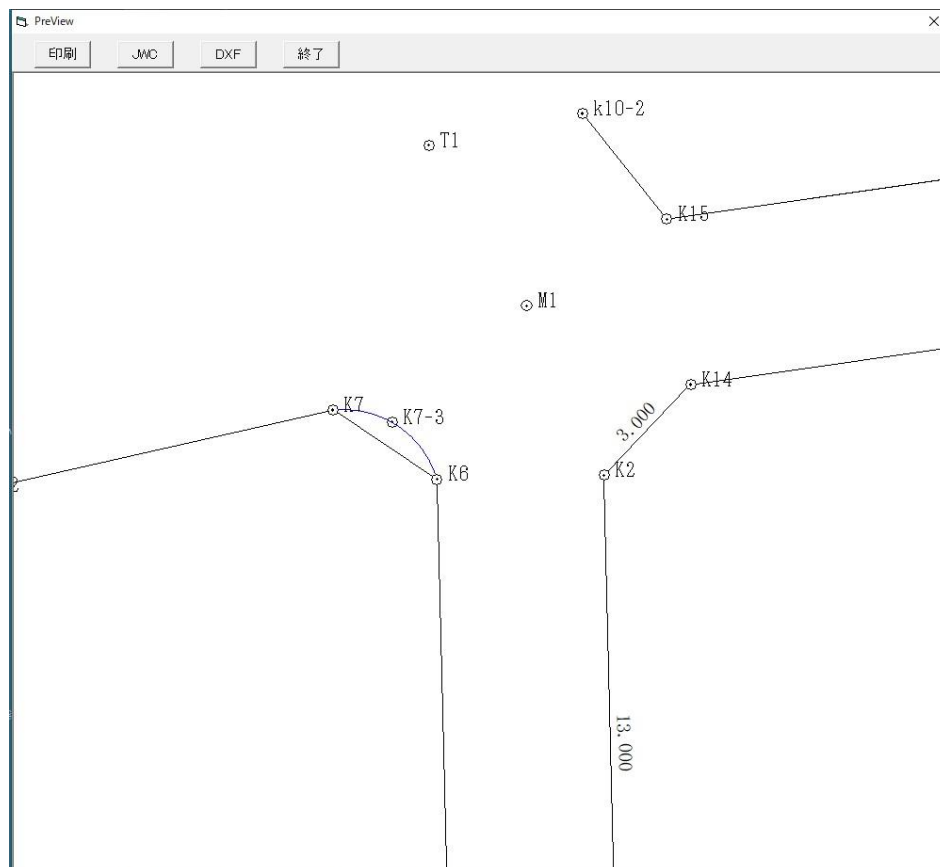 PreView
印刷 JWC DXF 終了
k10-2
T1
K15
M1
K14
K7
K7-3
3.000
K6
K2
13.000